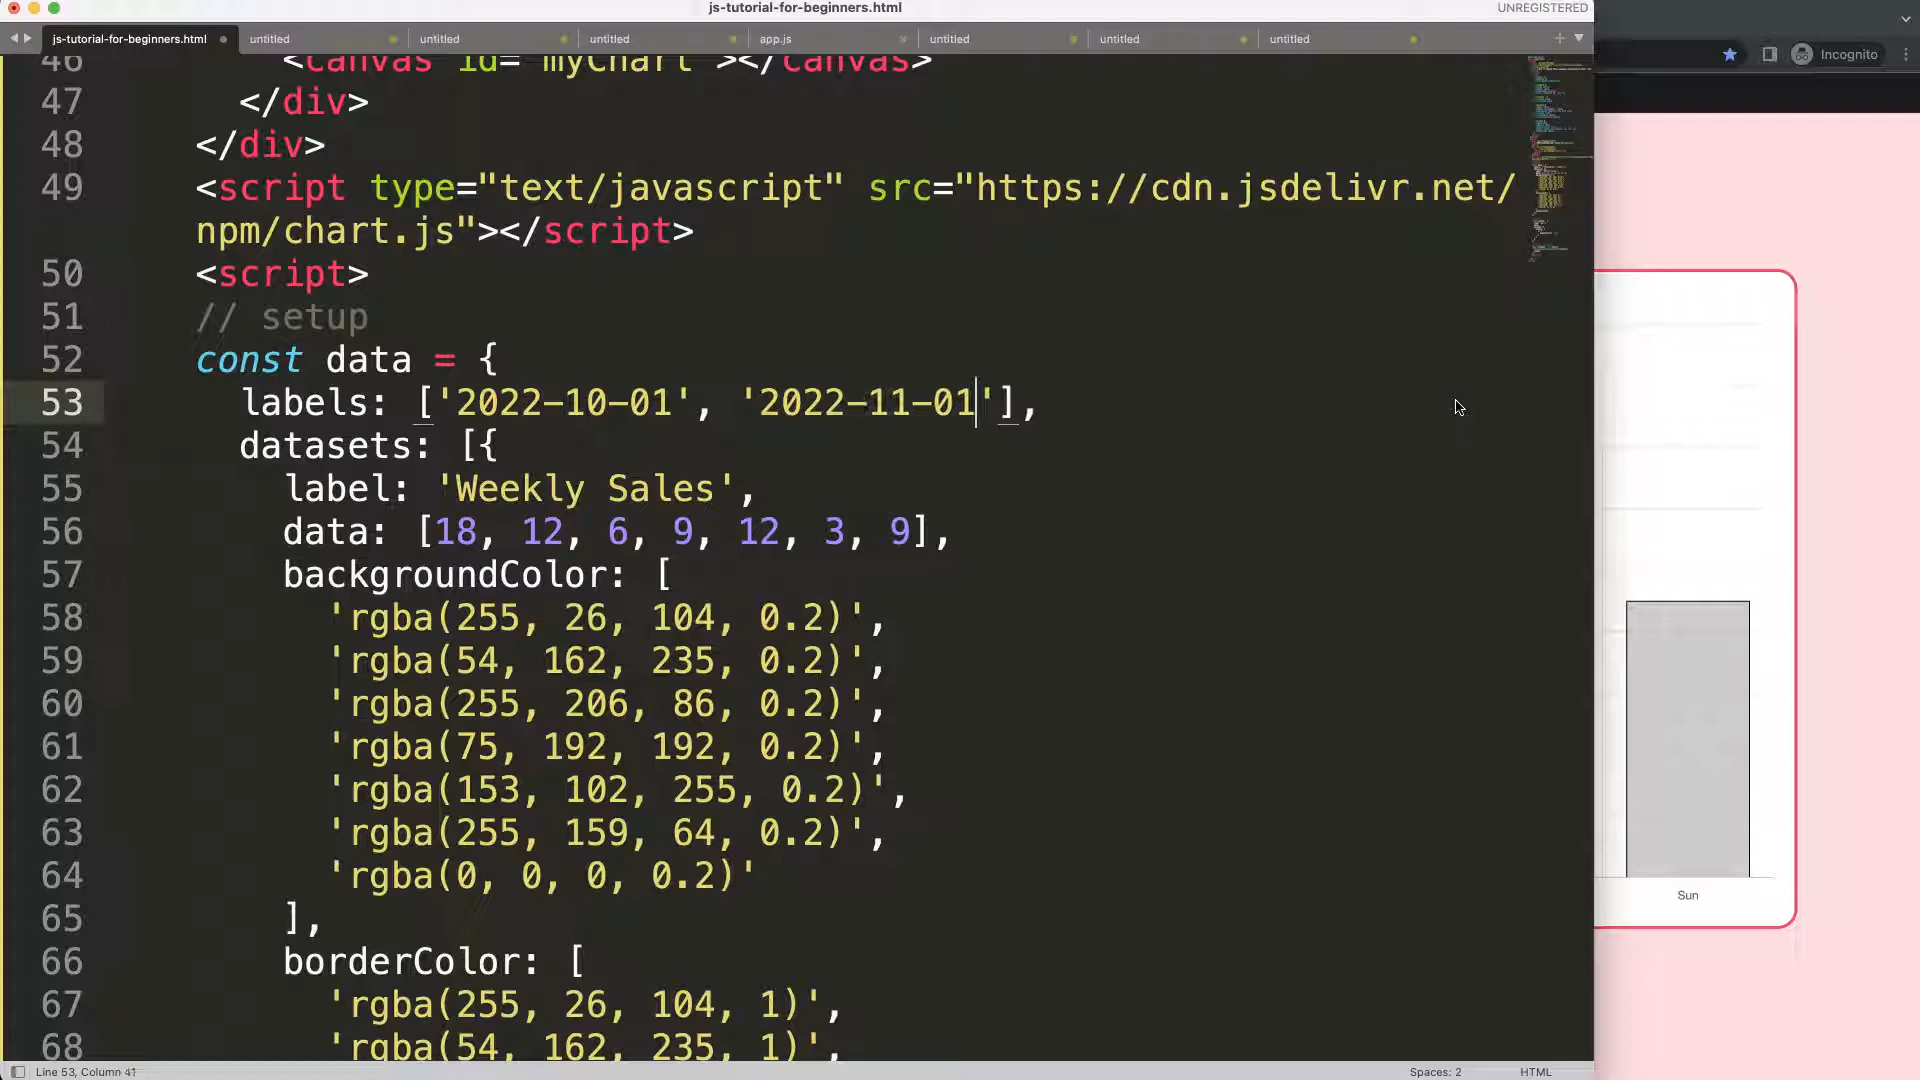 js-tutorial-for-beginners.html
UNREGISTERED
js-tutorial-for-beginners.html untitled untitled untitled app.js untitled untitled untitled
Incognito
46 <canvas id="myChart"></canvas>
47 </div>
48 </div>
49 <script type="text/javascript" src="https://cdn.jsdelivr.net/
npm/chart.js"></script>
50 <script>
51 // setup
52 const data = {
53 labels: ['2022-10-01', '2022-11-01'],
54 datasets: [{
55 label: 'Weekly Sales',
56 data: [18, 12, 6, 9, 12, 3, 9],
57 backgroundColor: [
58 'rgba(255, 26, 104, 0.2)',
59 'rgba(54, 162, 235, 0.2)',
60 'rgba(255, 206, 86, 0.2)',
61 'rgba(75, 192, 192, 0.2)',
62 'rgba(153, 102, 255, 0.2)',
63 'rgba(255, 159, 64, 0.2)',
64 'rgba(0, 0, 0, 0.2)'
65 ],
66 borderColor: [
67 'rgba(255, 26, 104, 1)',
68 'rgba(54, 162, 235, 1)',
Sun
Line 53, Column 41
Spaces: 2
HTML